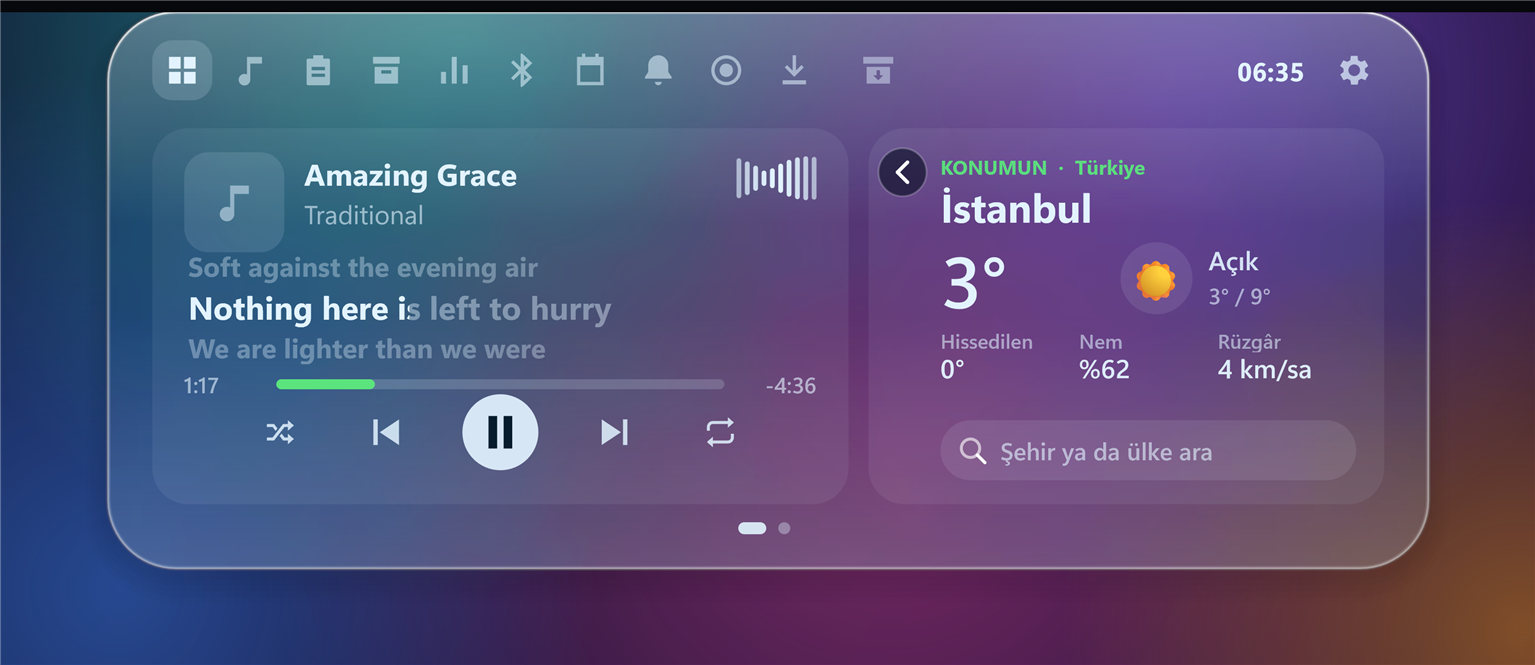 06:35
Amazing Grace
Traditional
Soft against the evening air
Nothing here is left to hurry
We are lighter than we were
1:17
-4:36
KONUMUN · Türkiye
İstanbul
3°
Açık
3° / 9°
Hissedilen Nem Rüzgâr
0° %62 4 km/sa
Şehir ya da ülke ara